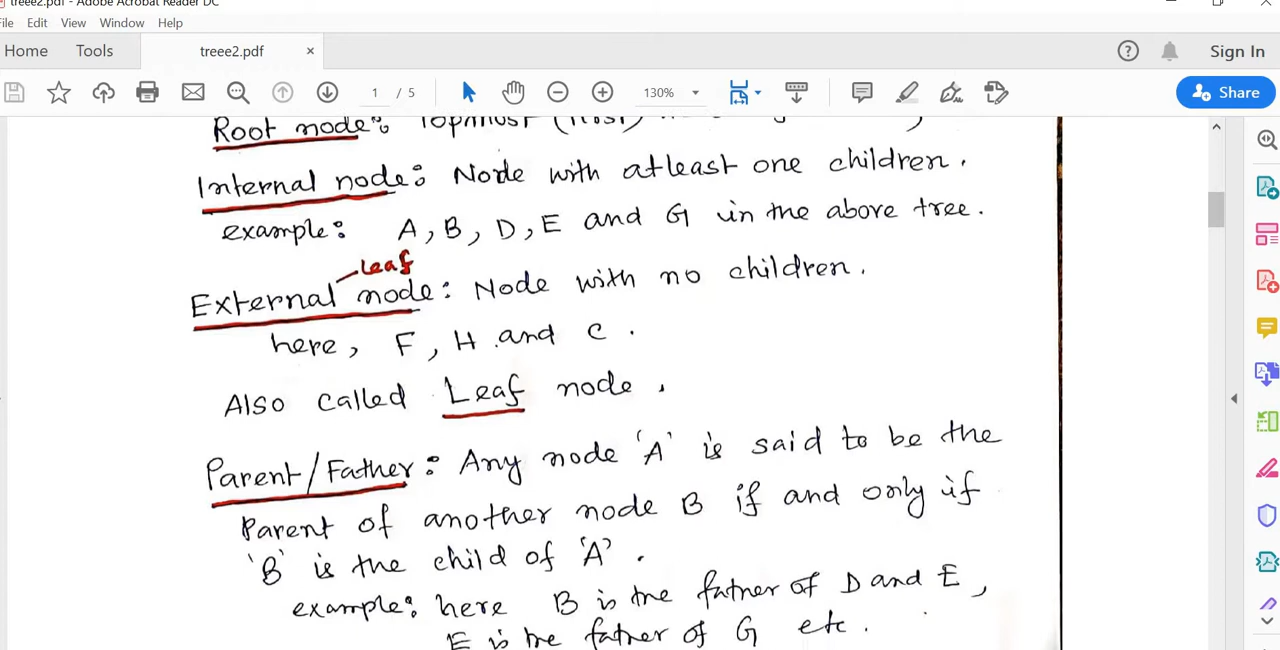 treee2.pdf - Adobe Acrobat Reader DC
File Edit View Window Help
Home Tools treee2.pdf × Sign In
1 / 5 130% Share
Root node: Topmost
Internal node: Node with atleast one children.
example: A, B, D, E and G in the above tree.
leaf
External node: Node with no children.
here, F, H and C.
Also called Leaf node.
Parent/Father: Any node 'A' is said to be the
Parent of another node B if and only if
'B' is the child of 'A'.
example: here B is the father of D and E,
E is the father of G etc.